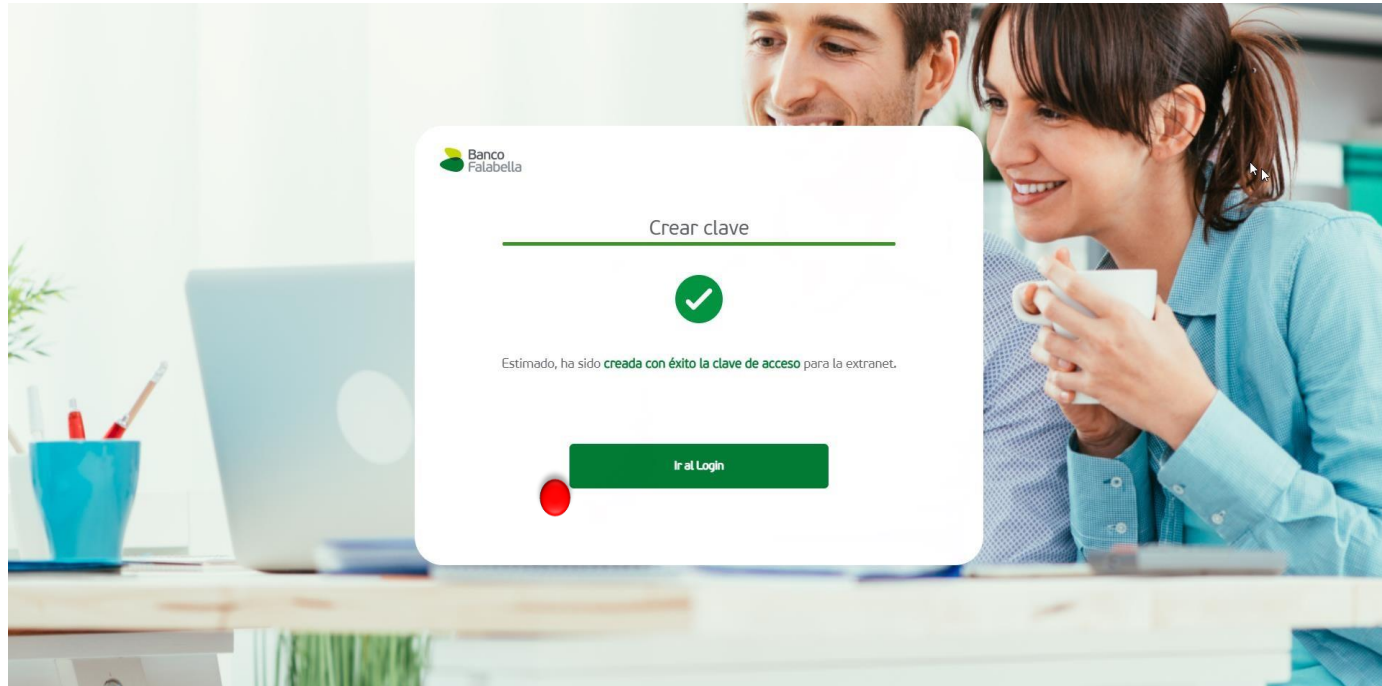 Banco
Falabella
Crear clave
Estimado, ha sido creada con éxito la clave de acceso para la extranet.
Ir al Login